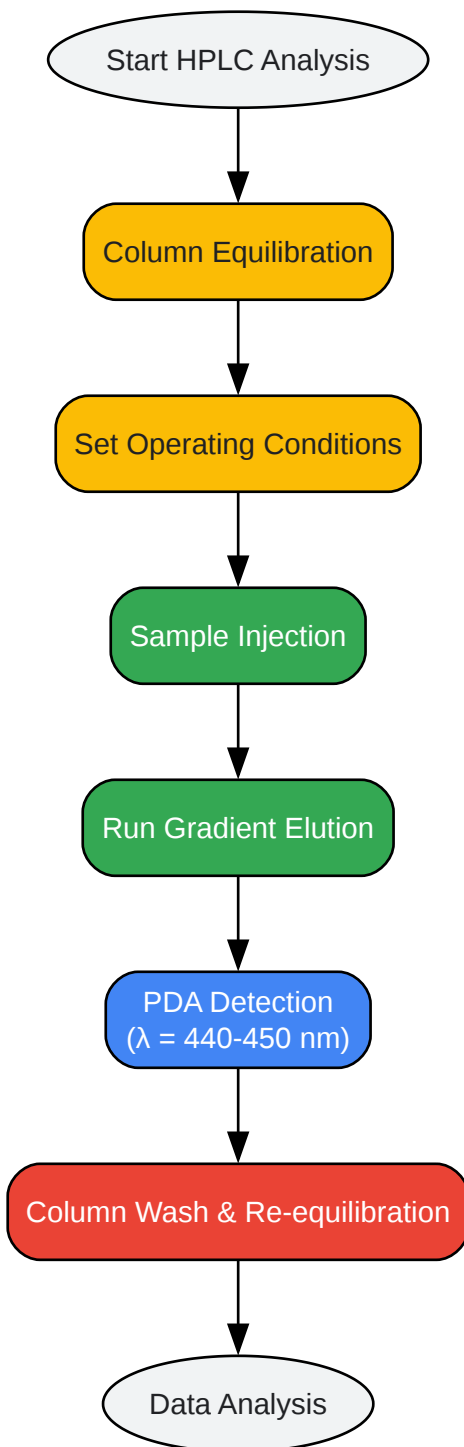 Start HPLC Analysis
Column Equilibration
Set Operating Conditions
Sample Injection
Run Gradient Elution
PDA Detection
(λ = 440-450 nm)
Column Wash & Re-equilibration
Data Analysis